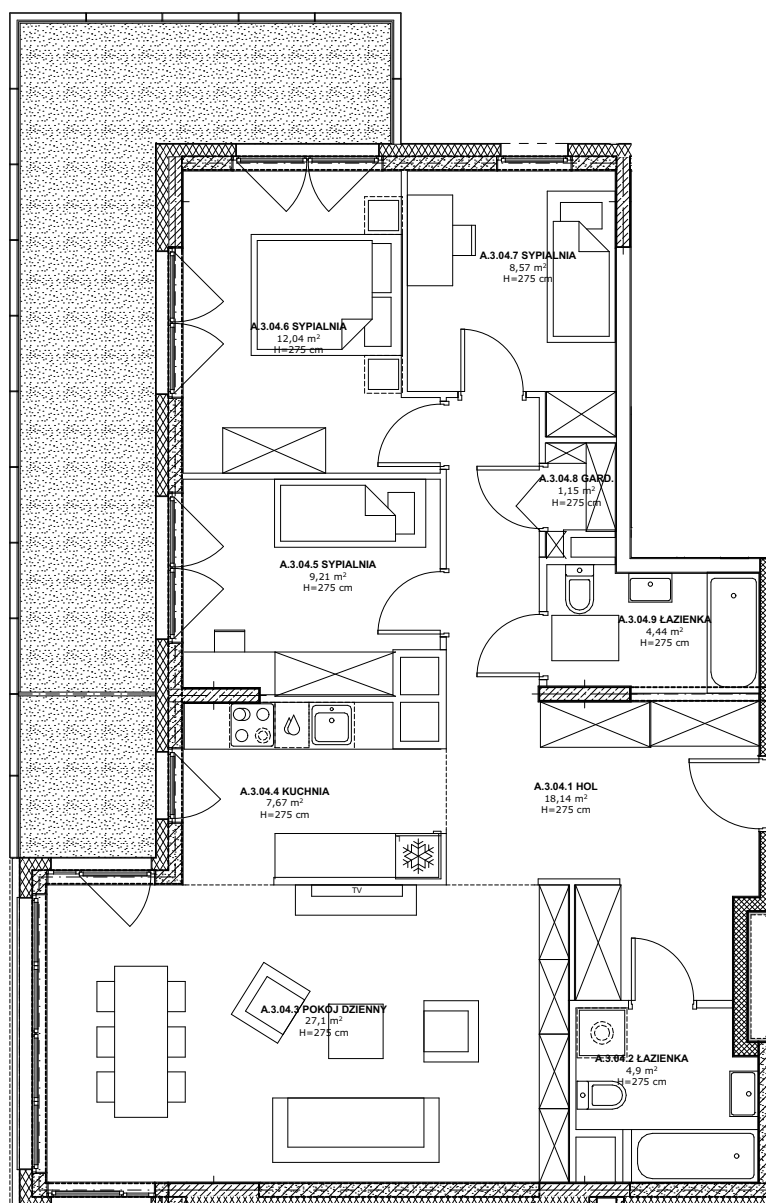 A.3.04.7 SYPIALNIA
8,57 m²
H=275 cm
A.3.04.6 SYPIALNIA
12,04 m²
H=275 cm
A.3.04.8 GARD.
1,15 m²
H=275 cm
A.3.04.5 SYPIALNIA
9,21 m²
H=275 cm
A.3.04.9 ŁAZIENKA
4,44 m²
H=275 cm
A.3.04.4 KUCHNIA
7,67 m²
H=275 cm
A.3.04.1 HOL
18,14 m²
H=275 cm
TV
A.3.04.3 POKÓJ DZIENNY
27,1 m²
H=275 cm
A.3.04.2 ŁAZIENKA
4,9 m²
H=275 cm